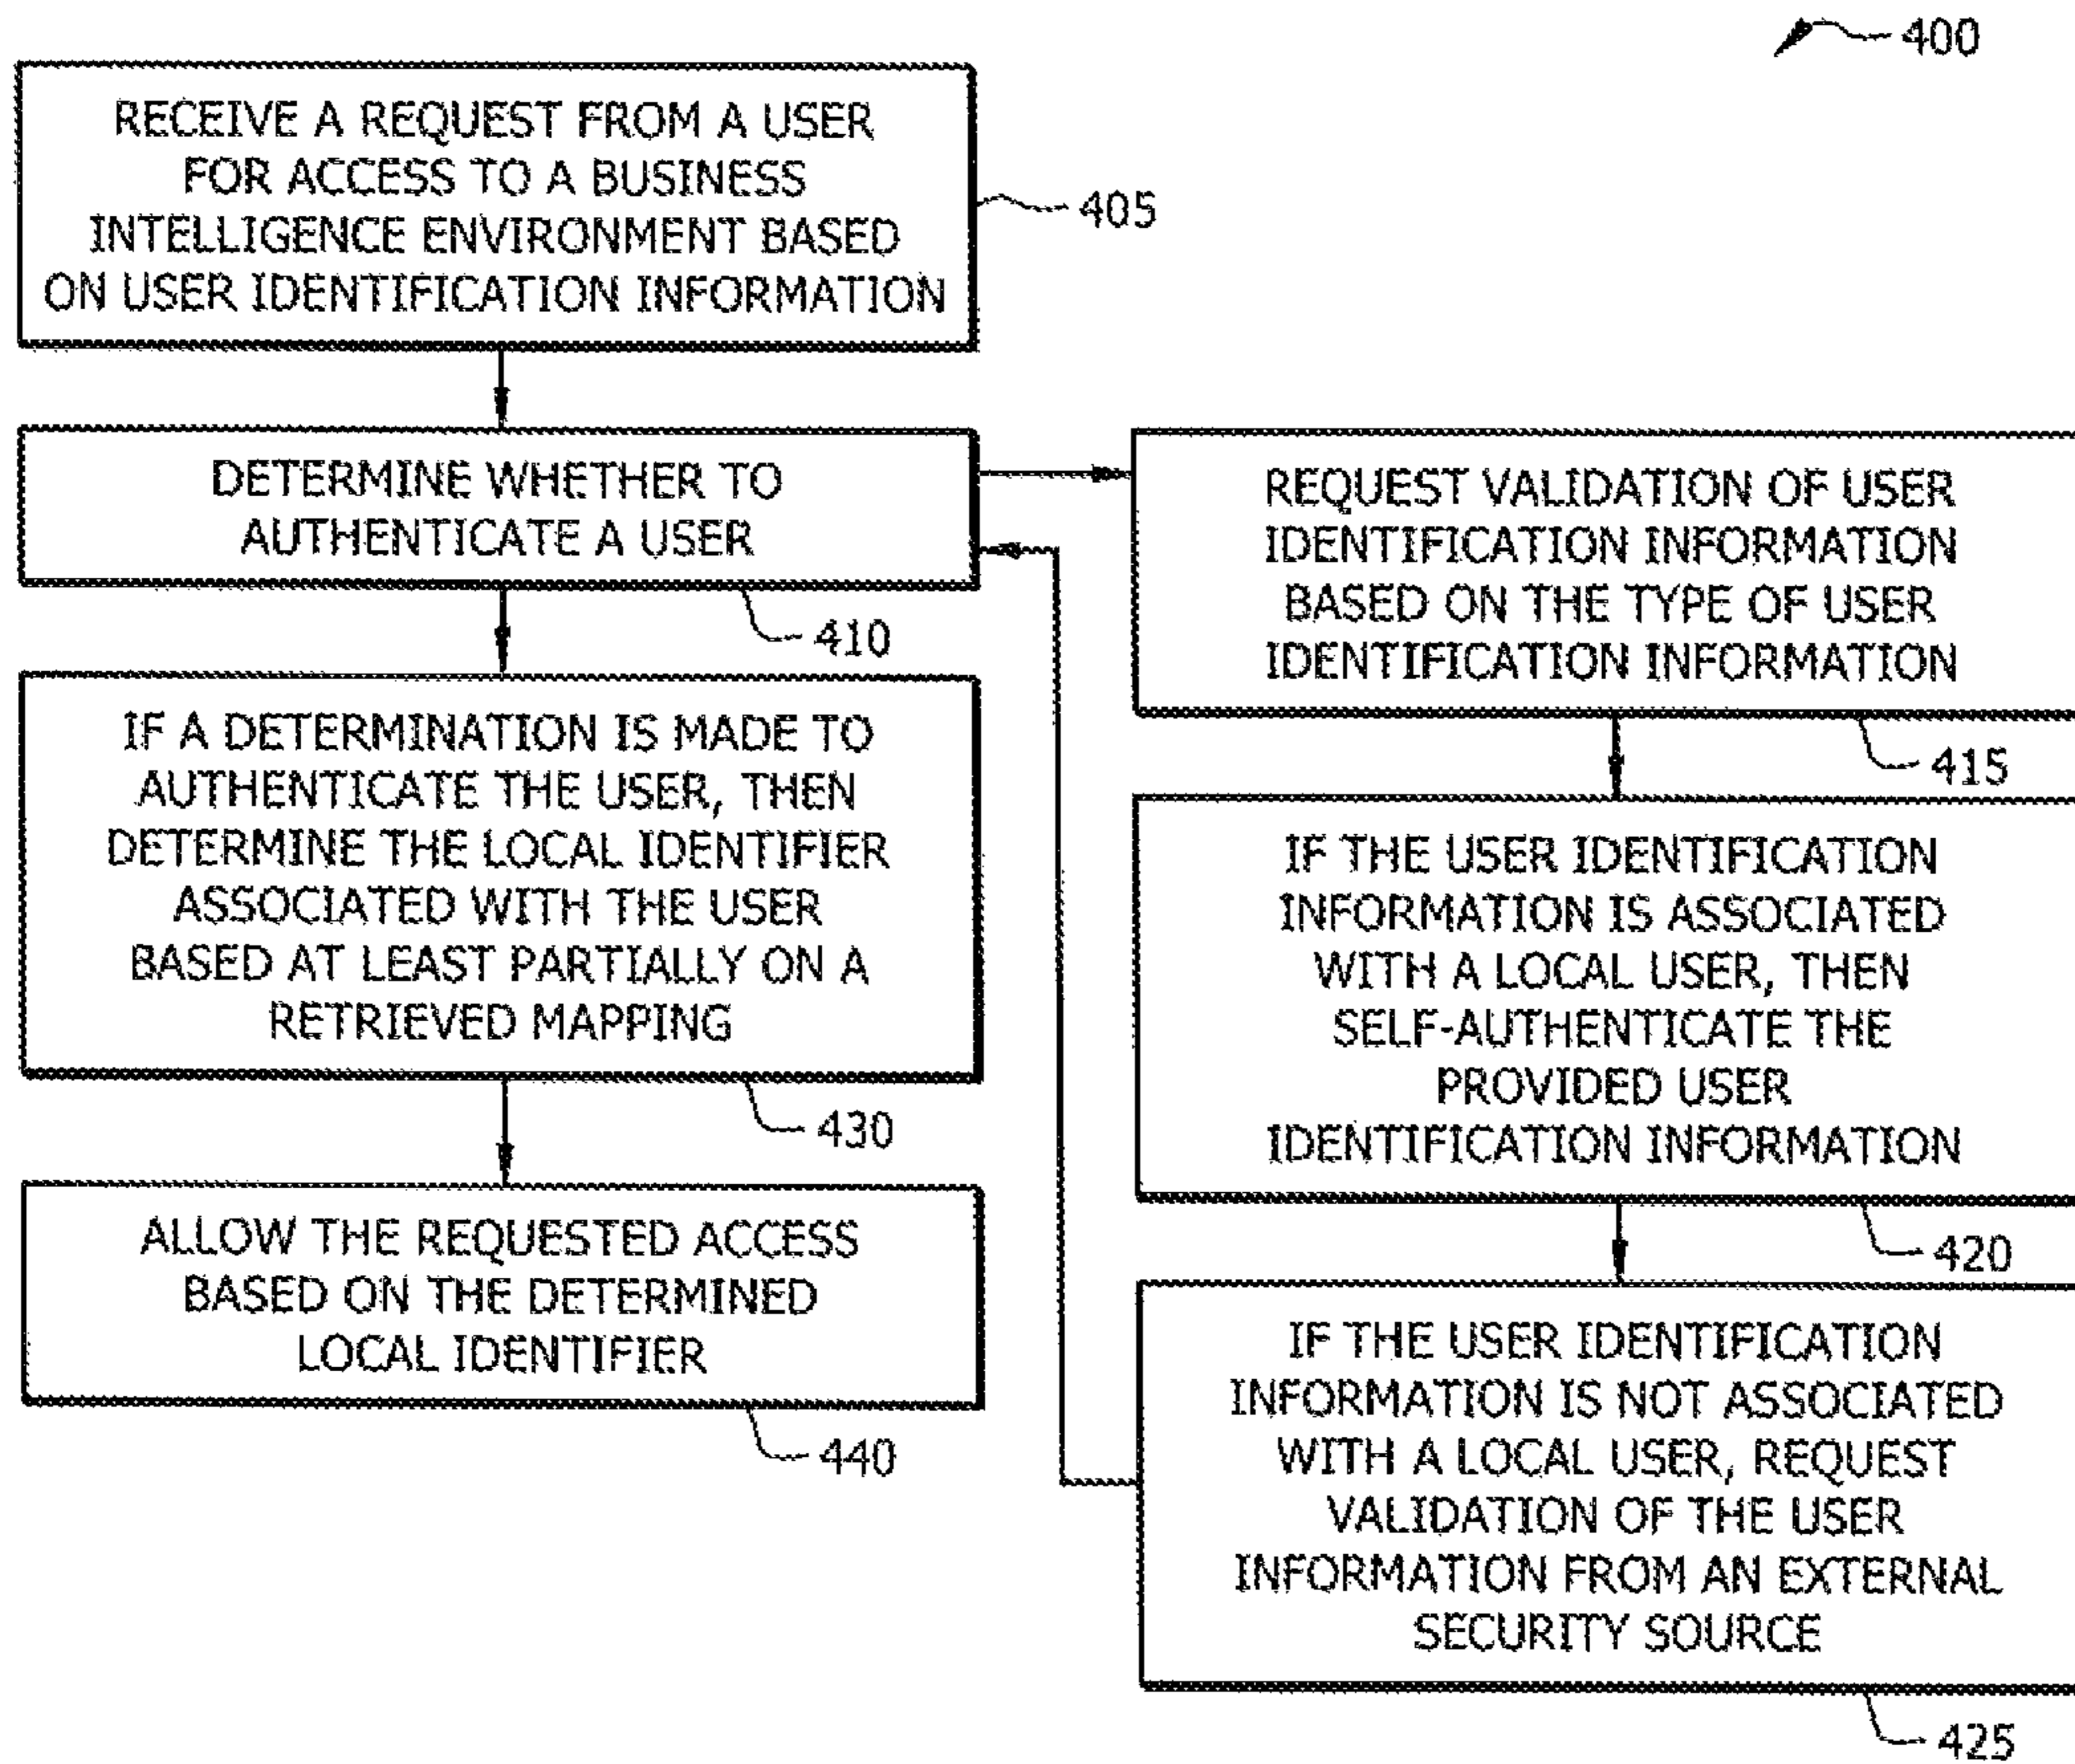 400
RECEIVE A REQUEST FROM A USER
FOR ACCESS TO A BUSINESS
INTELLIGENCE ENVIRONMENT BASED
ON USER IDENTIFICATION INFORMATION
405
DETERMINE WHETHER TO
AUTHENTICATE A USER
410
REQUEST VALIDATION OF USER
IDENTIFICATION INFORMATION
BASED ON THE TYPE OF USER
IDENTIFICATION INFORMATION
415
IF THE USER IDENTIFICATION
INFORMATION IS ASSOCIATED
WITH A LOCAL USER, THEN
SELF-AUTHENTICATE THE
PROVIDED USER
IDENTIFICATION INFORMATION
420
IF THE USER IDENTIFICATION
INFORMATION IS NOT ASSOCIATED
WITH A LOCAL USER, REQUEST
VALIDATION OF THE USER
INFORMATION FROM AN EXTERNAL
SECURITY SOURCE
425
IF A DETERMINATION IS MADE TO
AUTHENTICATE THE USER, THEN
DETERMINE THE LOCAL IDENTIFIER
ASSOCIATED WITH THE USER
BASED AT LEAST PARTIALLY ON A
RETRIEVED MAPPING
430
ALLOW THE REQUESTED ACCESS
BASED ON THE DETERMINED
LOCAL IDENTIFIER
440